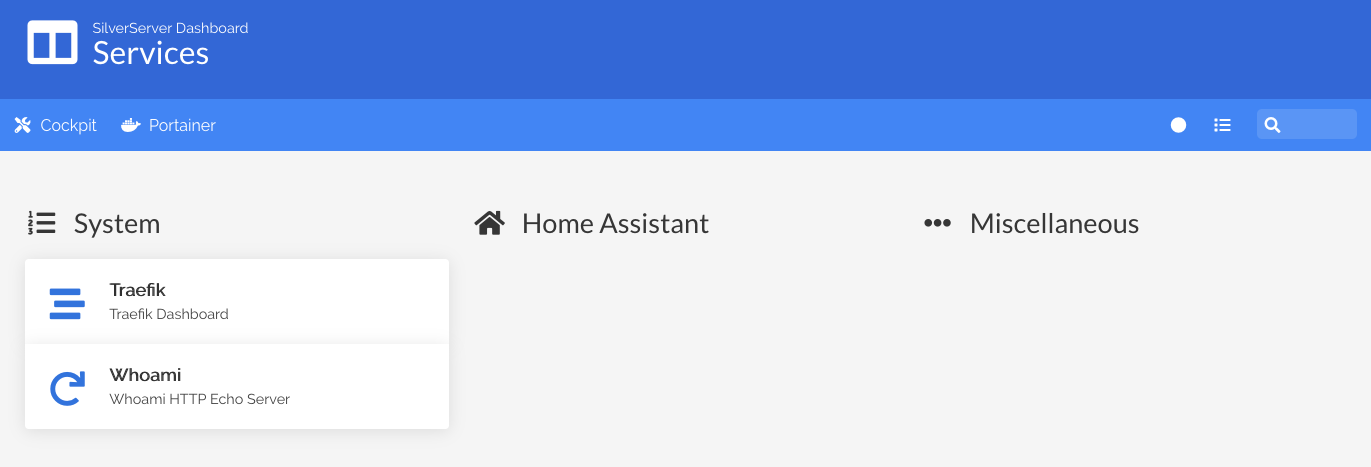 SilverServer Dashboard
Services
Cockpit
Portainer
System
Home Assistant
Miscellaneous
Traefik
Traefik Dashboard
Whoami
Whoami HTTP Echo Server